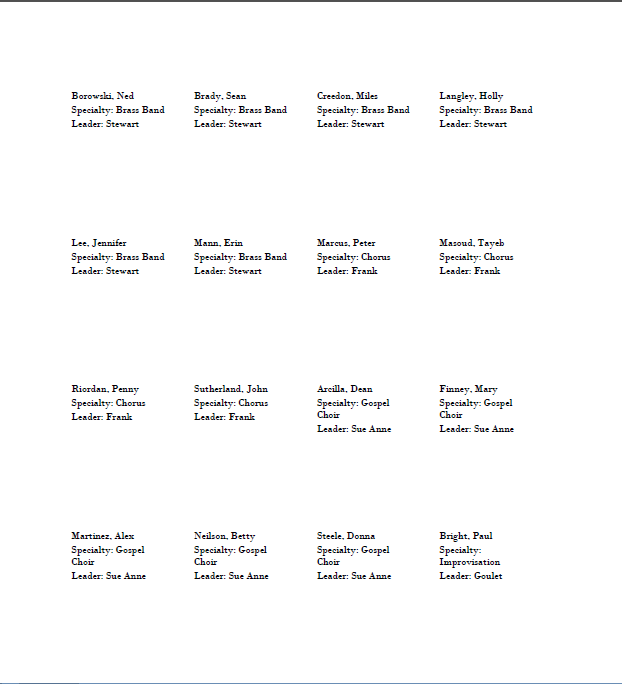 Borowski, Ned
Specialty: Brass Band
Leader: Stewart
Brady, Sean
Specialty: Brass Band
Leader: Stewart
Creedon, Miles
Specialty: Brass Band
Leader: Stewart
Langley, Holly
Specialty: Brass Band
Leader: Stewart
Lee, Jennifer
Specialty: Brass Band
Leader: Stewart
Mann, Erin
Specialty: Brass Band
Leader: Stewart
Marcus, Peter
Specialty: Chorus
Leader: Frank
Masoud, Tayeb
Specialty: Chorus
Leader: Frank
Riordan, Penny
Specialty: Chorus
Leader: Frank
Sutherland, John
Specialty: Chorus
Leader: Frank
Arcilla, Dean
Specialty: Gospel
Choir
Leader: Sue Anne
Finney, Mary
Specialty: Gospel
Choir
Leader: Sue Anne
Martinez, Alex
Specialty: Gospel
Choir
Leader: Sue Anne
Neilson, Betty
Specialty: Gospel
Choir
Leader: Sue Anne
Steele, Donna
Specialty: Gospel
Choir
Leader: Sue Anne
Bright, Paul
Specialty:
Improvisation
Leader: Goulet